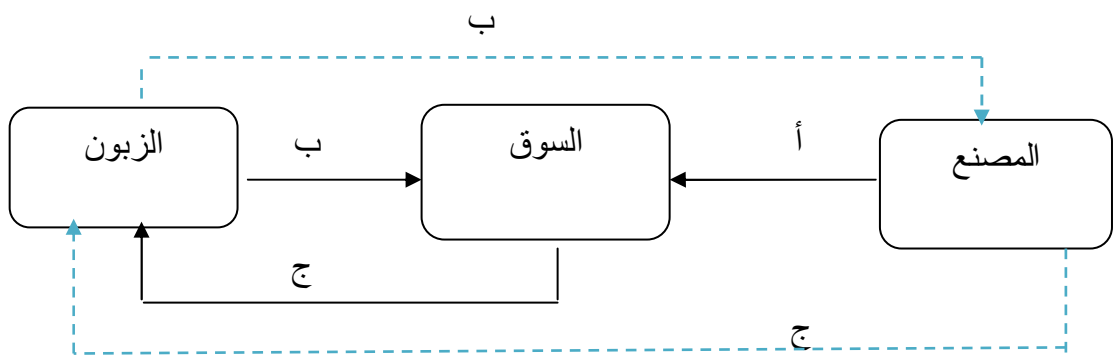 ب
المصنع
أ
السوق
ب
الزبون
ج
ج